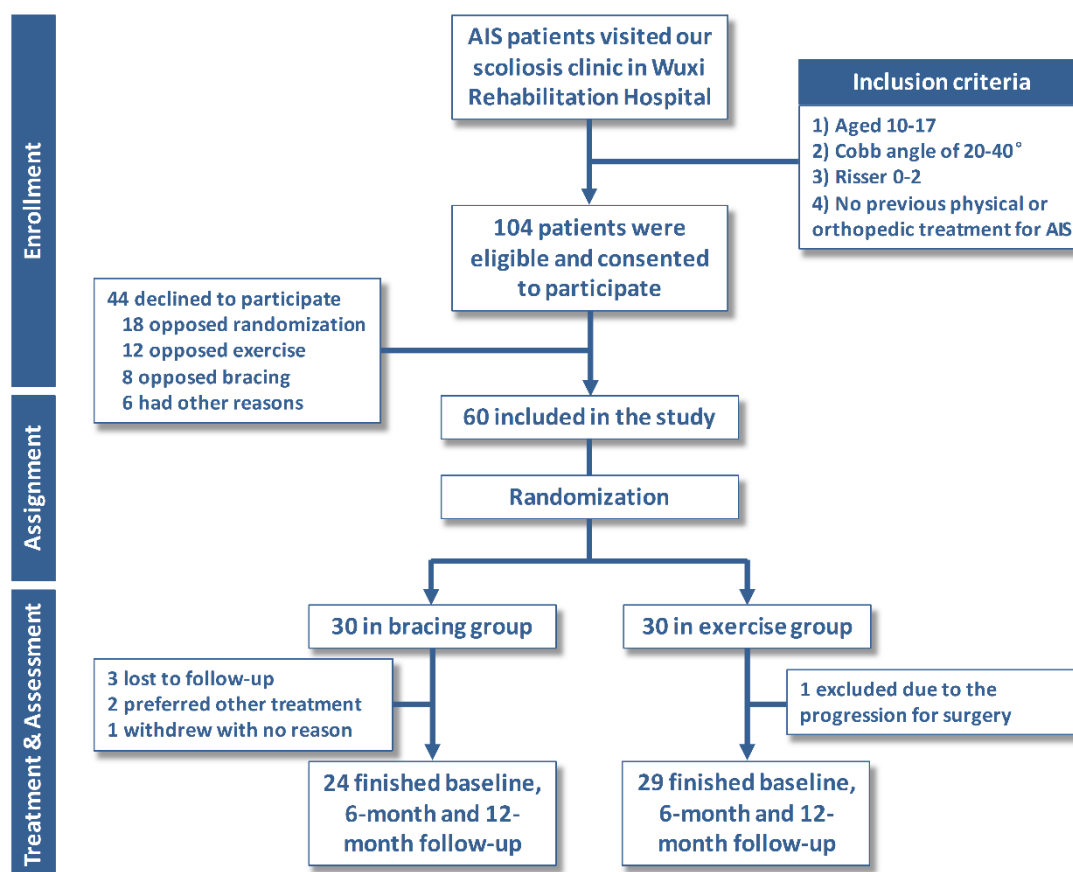 Enrollment
AIS patients visited our
scoliosis clinic in Wuxi
Rehabilitation Hospital
Inclusion criteria
1) Aged 10-17
2) Cobb angle of 20-40°
3) Risser 0-2
4) No previous physical or
orthopedic treatment for AIS
104 patients were
eligible and consented
to participate
44 declined to participate
18 opposed randomization
12 opposed exercise
8 opposed bracing
6 had other reasons
Assignment
60 included in the study
Randomization
Treatment & Assessment
30 in bracing group
30 in exercise group
3 lost to follow-up
2 preferred other treatment
1 withdrew with no reason
1 excluded due to the
progression for surgery
24 finished baseline,
6-month and 12-
month follow-up
29 finished baseline,
6-month and 12-
month follow-up